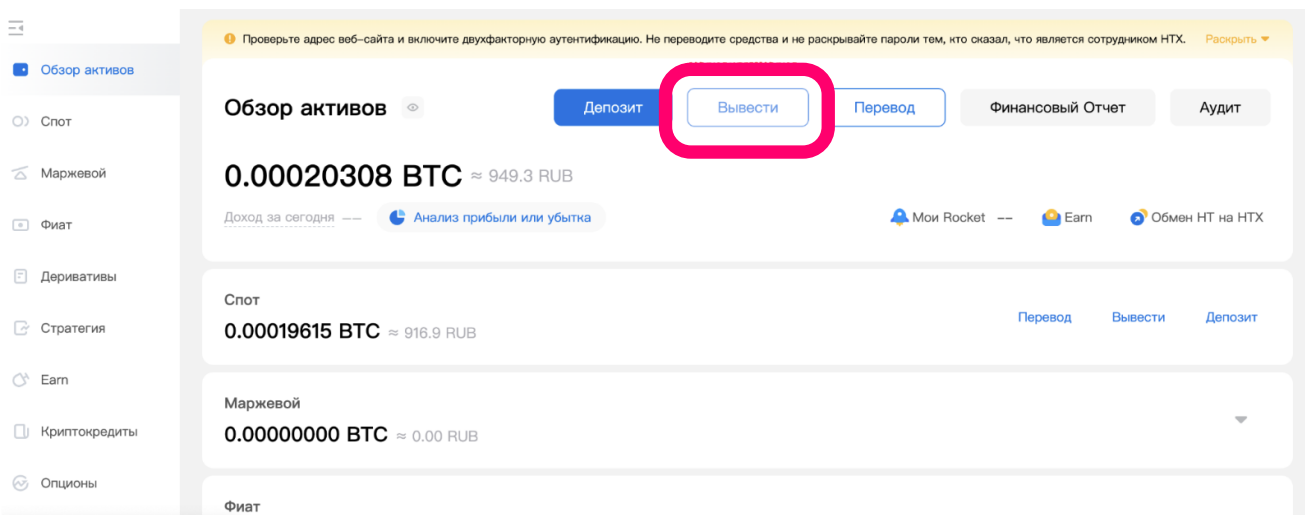 Проверьте адрес веб-сайта и включите двухфакторную аутентификацию. Не переводите средства и не раскрывайте пароли тем, кто сказал, что является сотрудником HTX. Раскрыть
Обзор активов
Спот
Маржевой
Фиат
Деривативы
Стратегия
Earn
Криптокредиты
Опционы
Обзор активов Депозит Вывести Перевод Финансовый Отчет Аудит
0.00020308 BTC ≈ 949.3 RUB
Доход за сегодня -- Анализ прибыли или убытка Мои Rocket -- Earn Обмен HT на HTX
Спот
0.00019615 BTC ≈ 916.9 RUB Перевод Вывести Депозит
Маржевой
0.00000000 BTC ≈ 0.00 RUB
Фиат